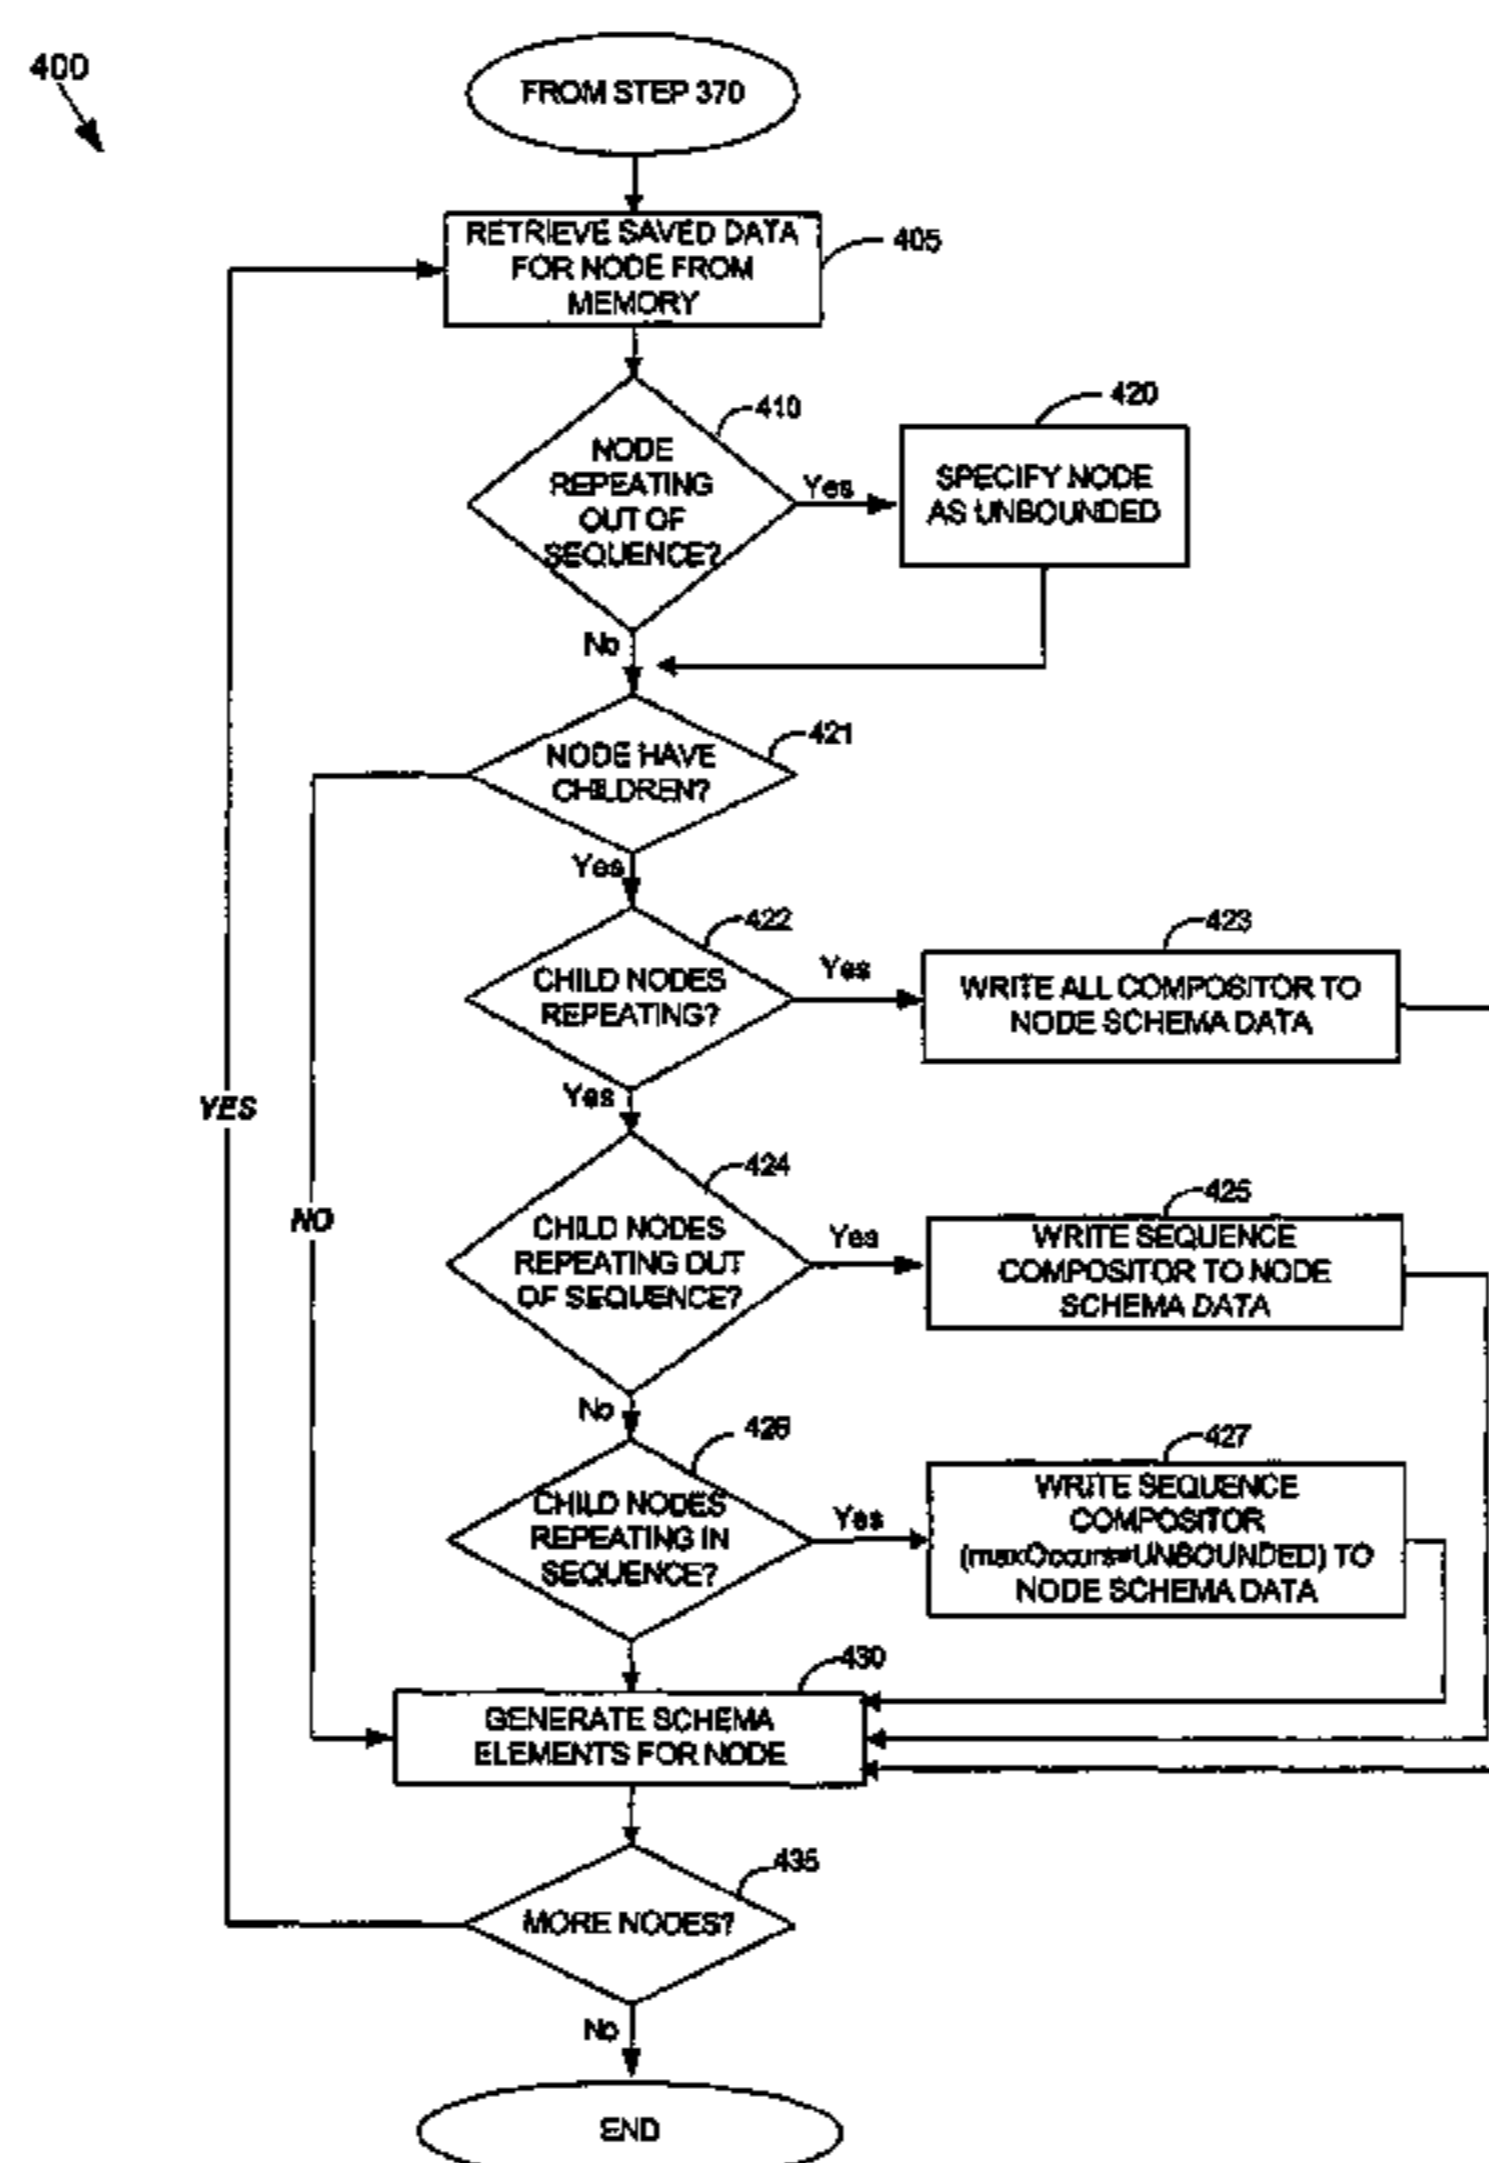 400
FROM STEP 370
RETRIEVE SAVED DATA
FOR NODE FROM
MEMORY
405
410
NODE
REPEATING
OUT OF
SEQUENCE?
Yes
420
SPECIFY NODE
AS UNBOUNDED
No
421
NODE HAVE
CHILDREN?
Yes
422
CHILD NODES
REPEATING?
Yes
423
WRITE ALL COMPOSITOR TO
NODE SCHEMA DATA
Yes
YES
NO
424
CHILD NODES
REPEATING OUT
OF SEQUENCE?
Yes
425
WRITE SEQUENCE
COMPOSITOR TO NODE
SCHEMA DATA
No
426
CHILD NODES
REPEATING IN
SEQUENCE?
Yes
427
WRITE SEQUENCE
COMPOSITOR
(maxOccurs=UNBOUNDED) TO
NODE SCHEMA DATA
430
GENERATE SCHEMA
ELEMENTS FOR NODE
435
MORE NODES?
No
END